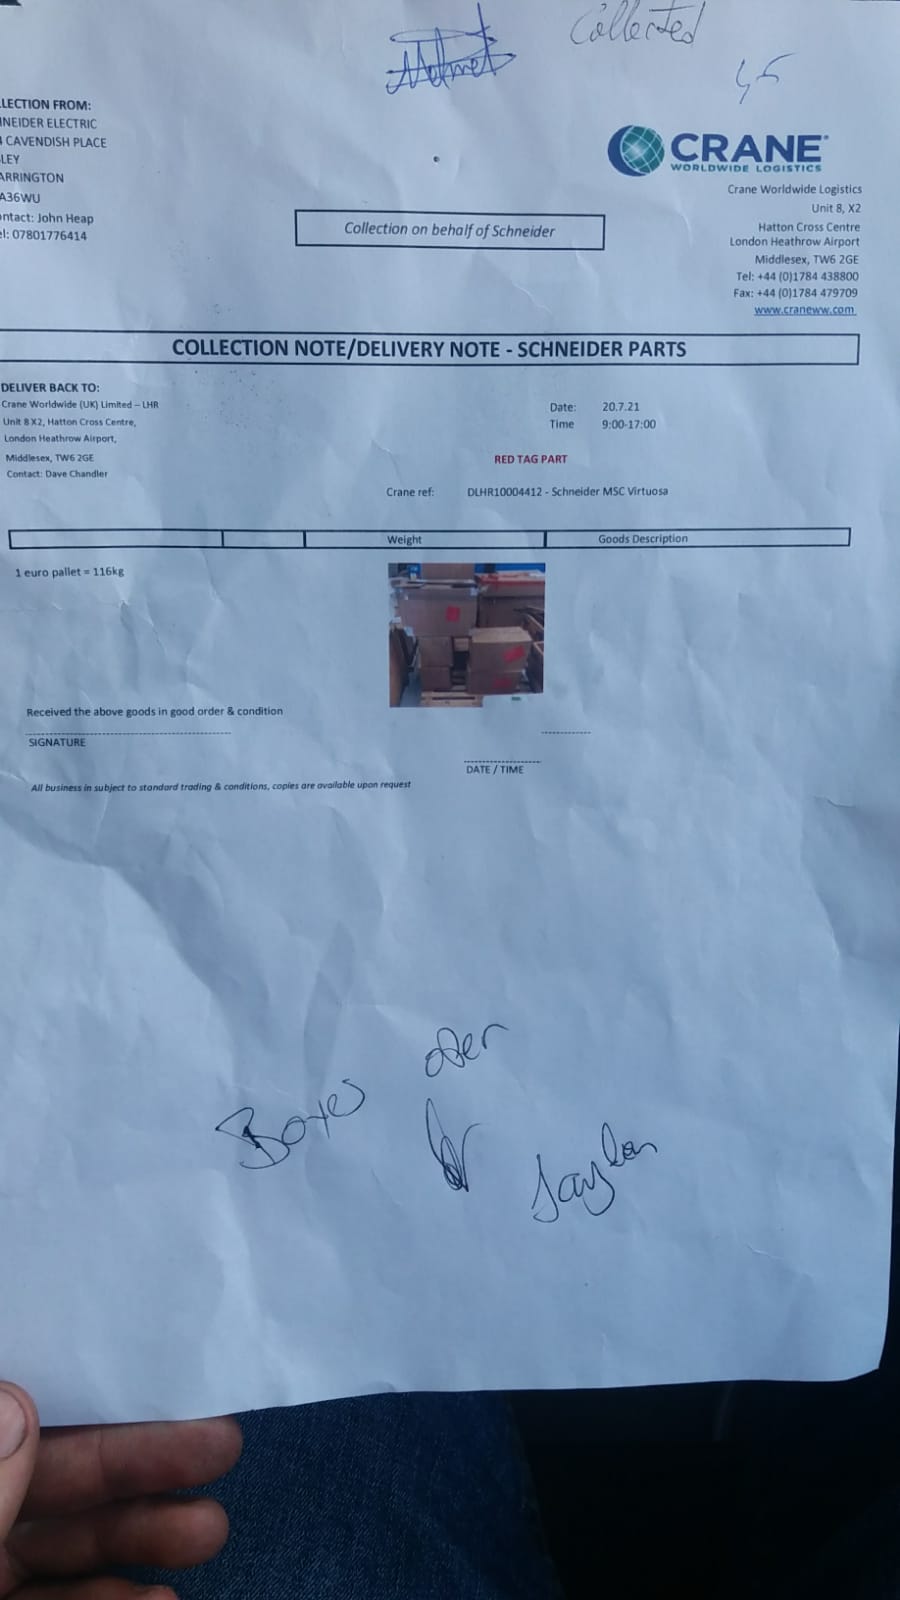 Mehmet
Collected
LECTION FROM:
NEIDER ELECTRIC
CAVENDISH PLACE
LEY
ARRINGTON
A36WU
ontact: John Heap
el: 07801776414
CRANE
WORLDWIDE LOGISTICS
Crane Worldwide Logistics
Unit 8, X2
Hatton Cross Centre
London Heathrow Airport
Middlesex, TW6 2GE
Tel: +44 (0)1784 438800
Fax: +44 (0)1784 479709
www.craneww.com
Collection on behalf of Schneider
COLLECTION NOTE/DELIVERY NOTE - SCHNEIDER PARTS
DELIVER BACK TO:
Crane Worldwide (UK) Limited – LHR
Unit 8 X2, Hatton Cross Centre,
London Heathrow Airport,
Middlesex, TW6 2GE
Contact: Dave Chandler
Date: 20.7.21
Time 9:00-17:00
RED TAG PART
Crane ref: DLHR10004412 - Schneider MSC Virtuosa
Weight Goods Description
1 euro pallet = 116kg
Received the above goods in good order & condition
SIGNATURE
DATE / TIME
All business in subject to standard trading & conditions, copies are available upon request
Boxes
Jaylan